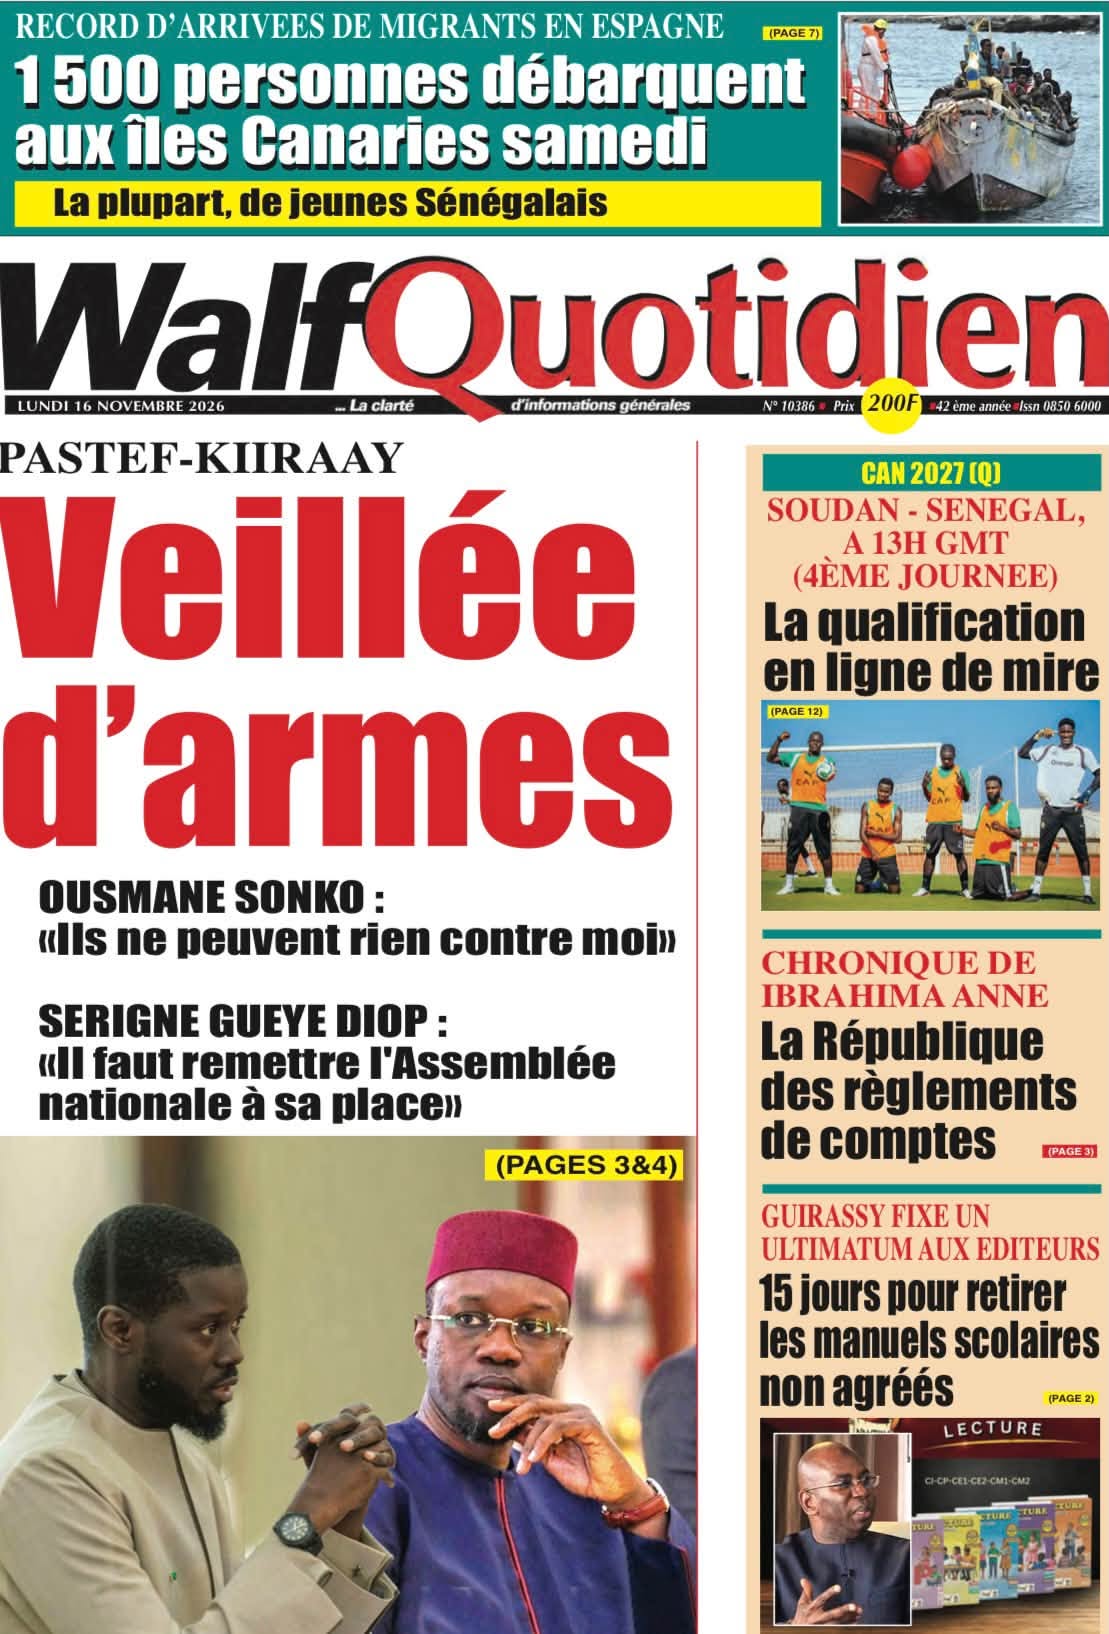 RECORD D'ARRIVEES DE MIGRANTS EN ESPAGNE
(PAGE 7)
1 500 personnes débarquent
aux îles Canaries samedi
La plupart, de jeunes Sénégalais
WalfQuotidien
LUNDI 16 NOVEMBRE 2026 ... La clarté d'informations générales N° 10386 Prix 200F 42 ème année Issn 0850 6000
PASTEF-KIIRAAY
Veillée
d'armes
OUSMANE SONKO :
«Ils ne peuvent rien contre moi»
SERIGNE GUEYE DIOP :
«Il faut remettre l'Assemblée
nationale à sa place»
(PAGES 3&4)
CAN 2027 (Q)
SOUDAN - SENEGAL,
A 13H GMT
(4ÈME JOURNEE)
La qualification
en ligne de mire
(PAGE 12)
CHRONIQUE DE
IBRAHIMA ANNE
La République
des règlements
de comptes
(PAGE 3)
GUIRASSY FIXE UN
ULTIMATUM AUX EDITEURS
15 jours pour retirer
les manuels scolaires
non agréés
(PAGE 2)
LECTURE
CI-CP-CE1-CE2-CM1-CM2